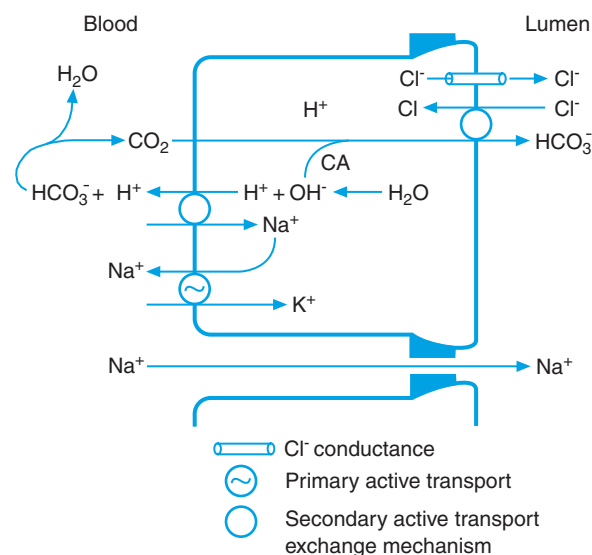 Blood
Lumen
H₂O
Cl⁻ Cl⁻
Cl Cl⁻
H⁺
CO₂ HCO₃⁻
CA
HCO₃⁻ + H⁺ H⁺ + OH⁻ H₂O
Na⁺
Na⁺
~
K⁺
Na⁺ Na⁺
Cl⁻ conductance
~ Primary active transport
Secondary active transport
exchange mechanism